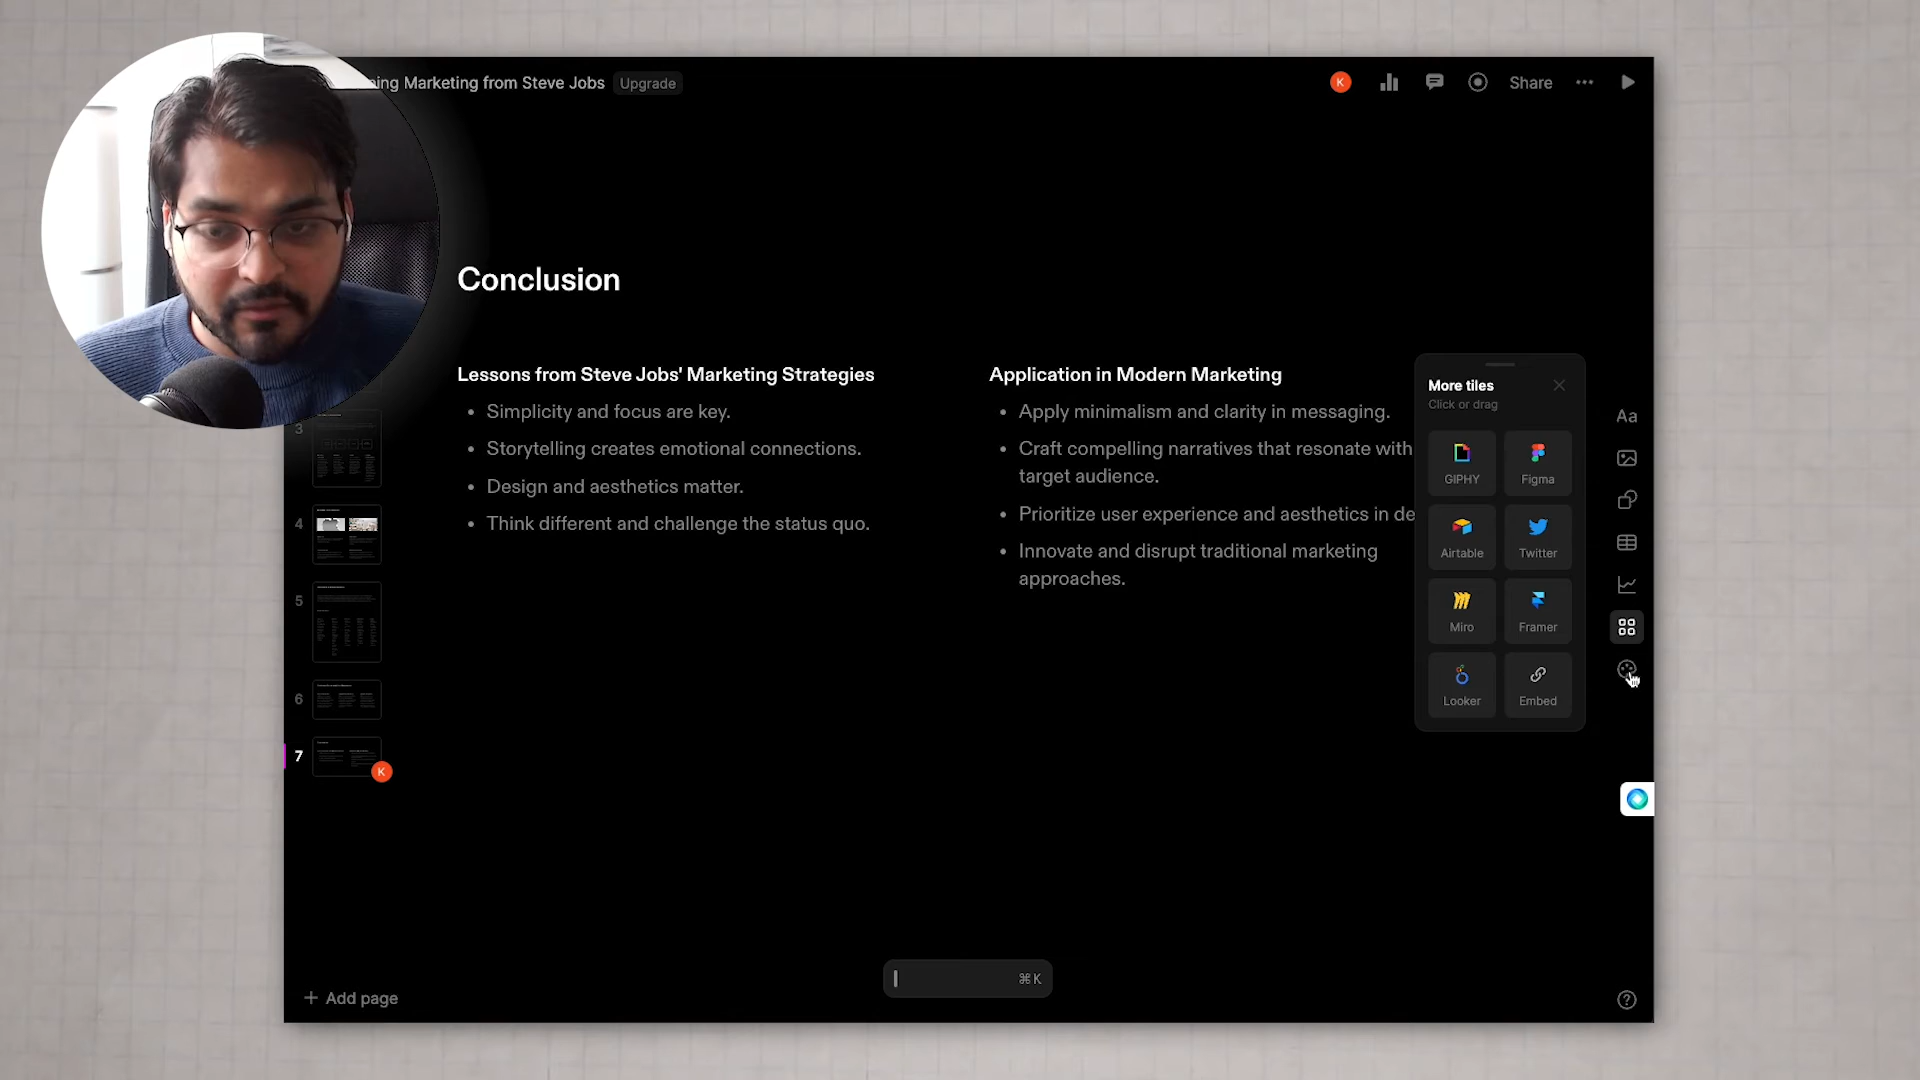 ing Marketing from Steve Jobs
Upgrade
K
Share
Conclusion
Lessons from Steve Jobs' Marketing Strategies
Simplicity and focus are key.
Storytelling creates emotional connections.
Design and aesthetics matter.
Think different and challenge the status quo.
Application in Modern Marketing
Apply minimalism and clarity in messaging.
Craft compelling narratives that resonate with
target audience.
Prioritize user experience and aesthetics in de
Innovate and disrupt traditional marketing
approaches.
More tiles
Click or drag
GIPHY
Figma
Airtable
Twitter
Miro
Framer
Looker
Embed
Aa
3
4
5
6
7
K
⌘K
+ Add page
?